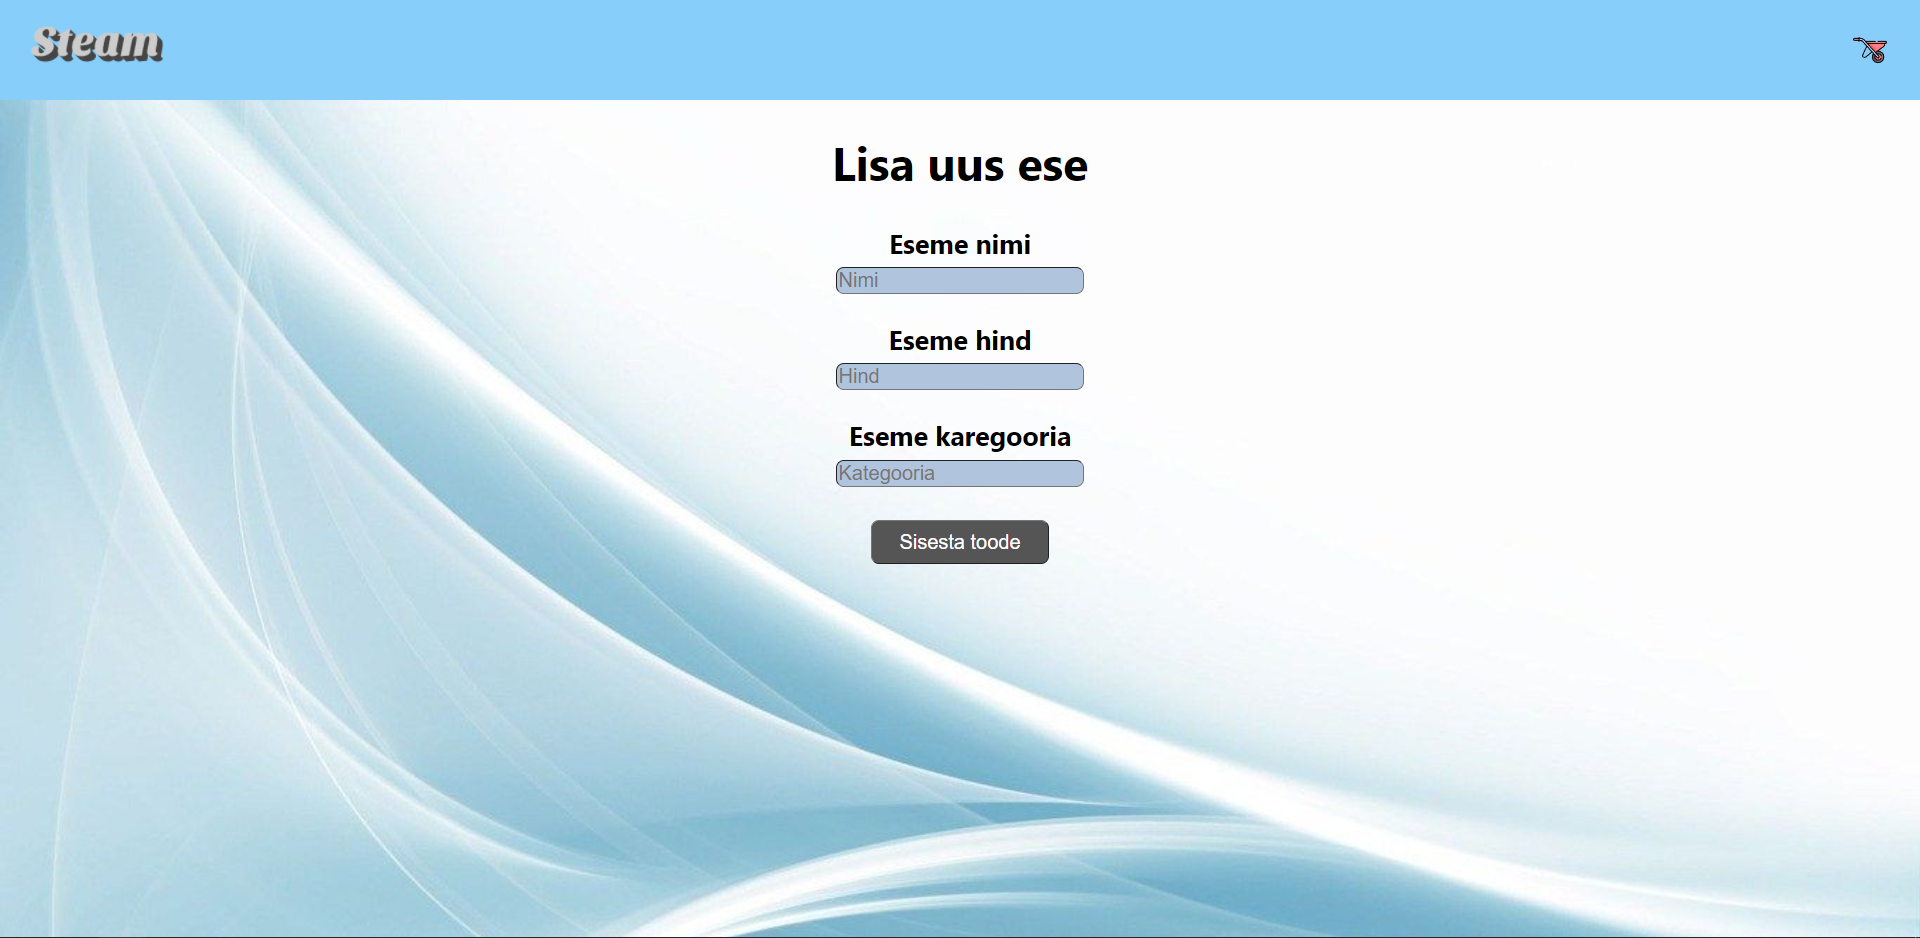 Steam
Lisa uus ese
Eseme nimi
Nimi
Eseme hind
Hind
Eseme karegooria
Kategooria
Sisesta toode